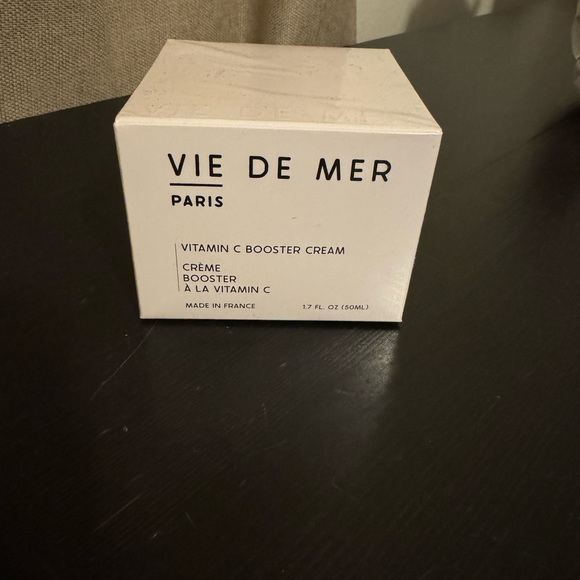 VIE DE MER
PARIS
VITAMIN C BOOSTER CREAM
CRÈME
BOOSTER
À LA VITAMIN C
MADE IN FRANCE 1.7 FL. OZ (50ML)